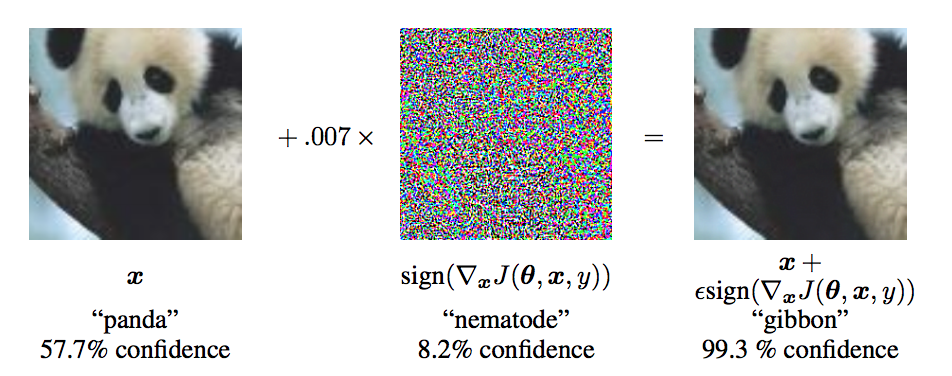 + .007 ×
=
x
sign(∇ₓJ(θ, x, y))
x +
ϵsign(∇ₓJ(θ, x, y))
“panda”
“nematode”
“gibbon”
57.7% confidence
8.2% confidence
99.3 % confidence